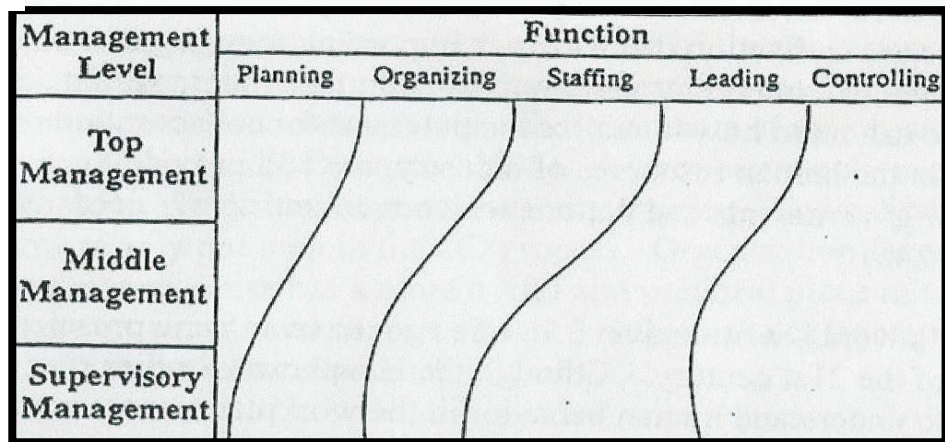 Management
Level
Function
Planning Organizing Staffing Leading Controlling
Top
Management
Middle
Management
Supervisory
Management